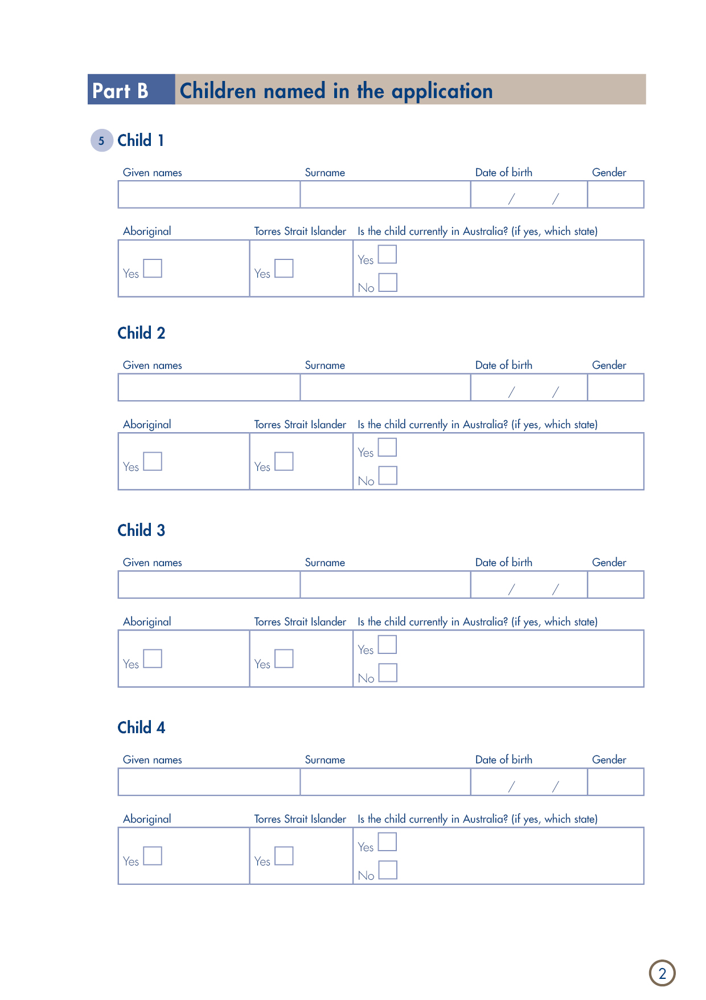 Part B Children named in the application
5 Child 1
Given names Surname Date of birth Gender
/ /
Aboriginal Torres Strait Islander Is the child currently in Australia? (if yes, which state)
Yes
Yes Yes
No
Child 2
Given names Surname Date of birth Gender
/ /
Aboriginal Torres Strait Islander Is the child currently in Australia? (if yes, which state)
Yes
Yes Yes
No
Child 3
Given names Surname Date of birth Gender
/ /
Aboriginal Torres Strait Islander Is the child currently in Australia? (if yes, which state)
Yes
Yes Yes
No
Child 4
Given names Surname Date of birth Gender
/ /
Aboriginal Torres Strait Islander Is the child currently in Australia? (if yes, which state)
Yes
Yes Yes
No
2